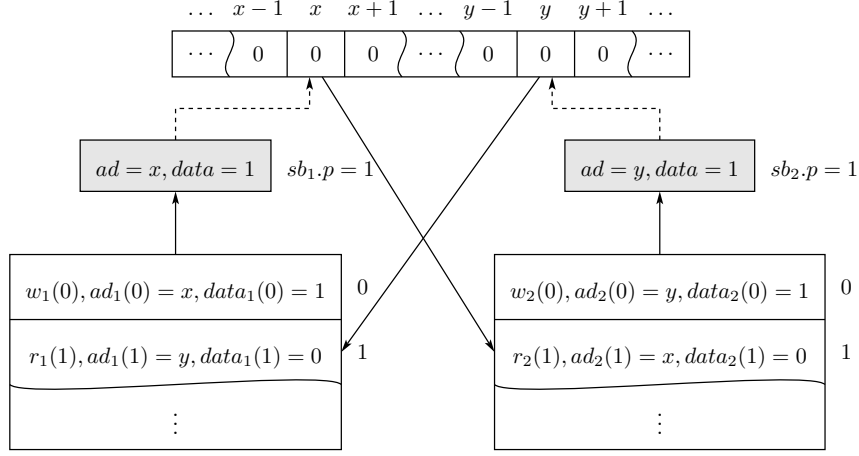 … x − 1 x x + 1 … y − 1 y y + 1 …
⋯ 0 0 0 ⋯ 0 0 0 ⋯
ad = x, data = 1 sb₁.p = 1 ad = y, data = 1 sb₂.p = 1
w₁(0), ad₁(0) = x, data₁(0) = 1 0 w₂(0), ad₂(0) = y, data₂(0) = 1 0
r₁(1), ad₁(1) = y, data₁(1) = 0 1 r₂(1), ad₂(1) = x, data₂(1) = 0 1
⋮ ⋮